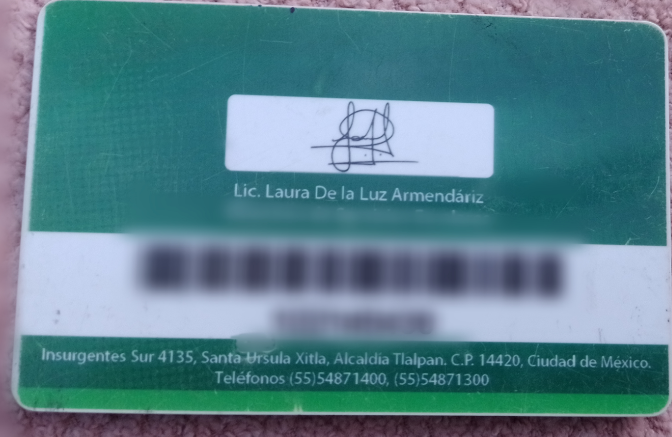 Lic. Laura De la Luz Armendáriz
Insurgentes Sur 4135, Santa Ursula Xitla, Alcaldía Tlalpan. C.P. 14420, Ciudad de México.
Teléfonos (55)54871400, (55)54871300